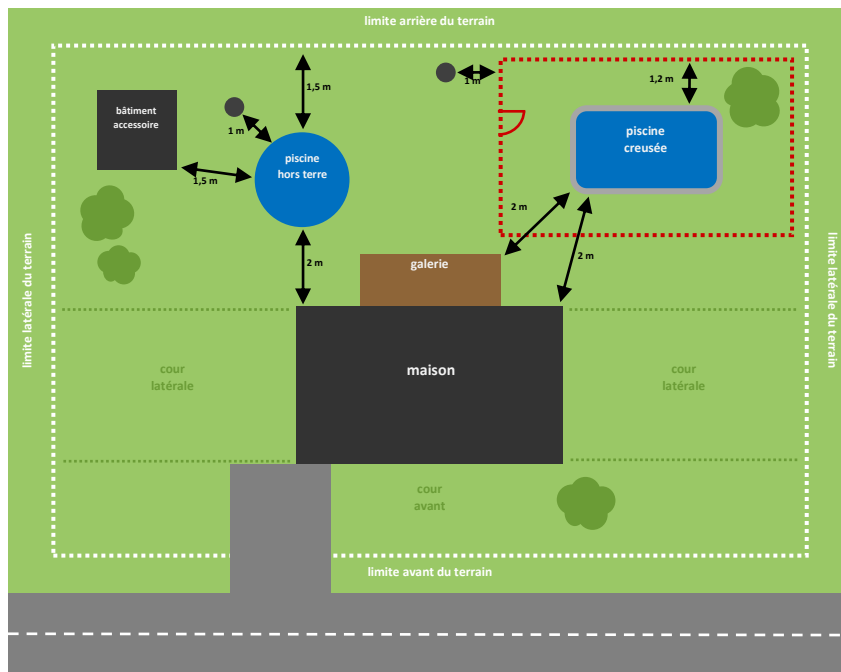 limite arrière du terrain
1,5 m
1 m
1,2 m
bâtiment
accessoire
1 m
piscine
hors terre
piscine
creusée
1,5 m
2 m
2 m
2 m
galerie
limite latérale du terrain
limite latérale du terrain
cour
latérale
maison
cour
latérale
cour
avant
limite avant du terrain